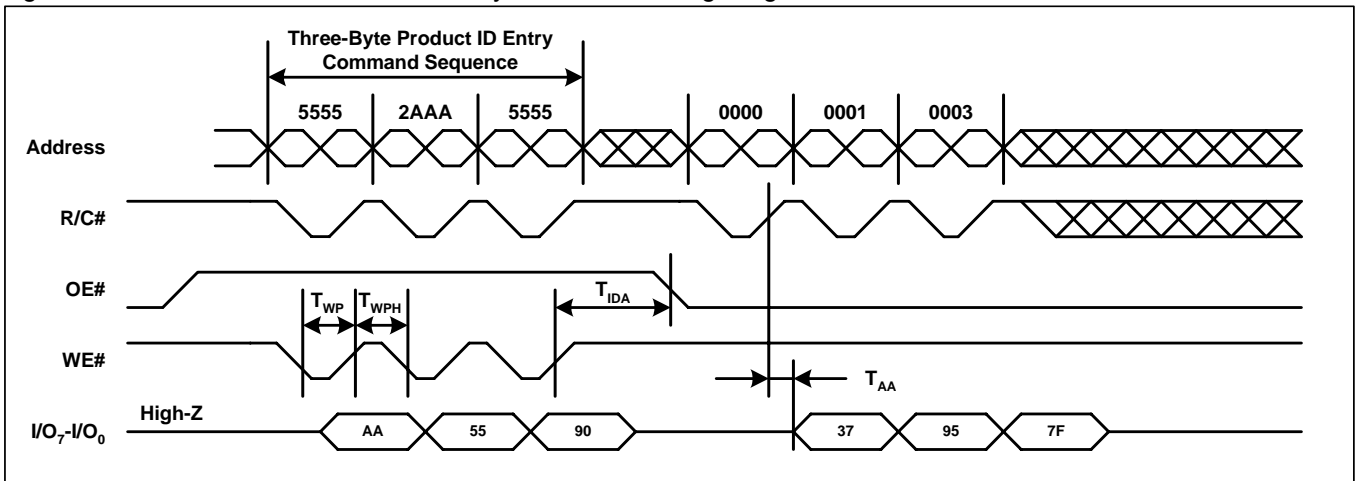 Three-Byte Product ID Entry
Command Sequence
5555 2AAA 5555 0000 0001 0003
Address
R/C#
OE#
TWP TWPH TIDA
WE#
TAA
High-Z
I/O7-I/O0
AA 55 90 37 95 7F